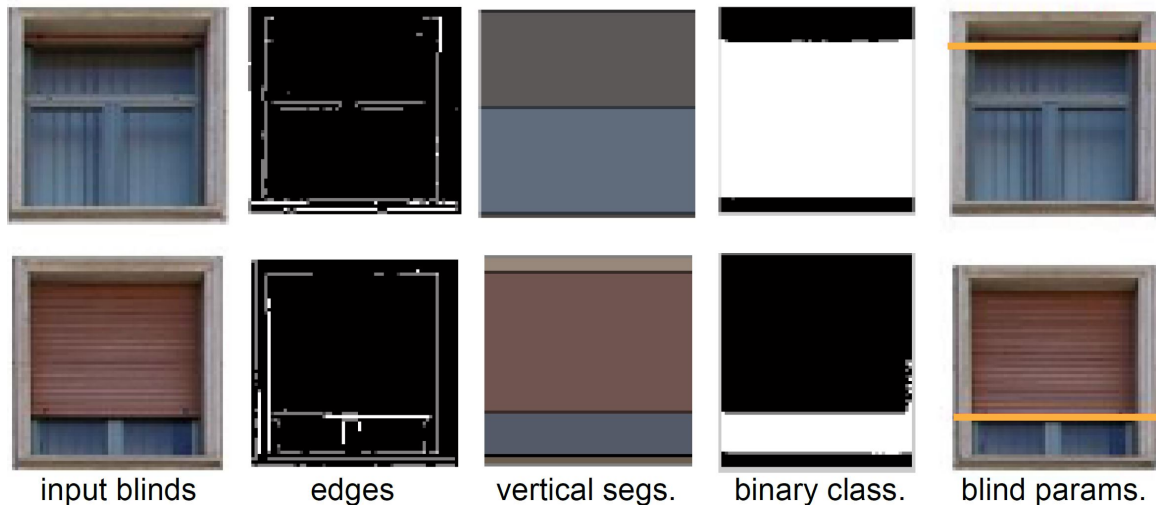 input blinds edges vertical segs. binary class. blind params.